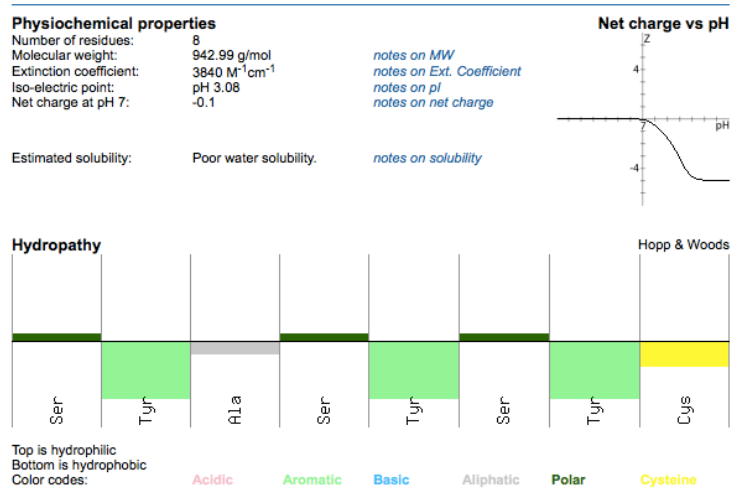 Physiochemical properties
Net charge vs pH
Number of residues: 8
Molecular weight: 942.99 g/mol notes on MW
Extinction coefficient: 3840 M-1cm-1 notes on Ext. Coefficient
Iso-electric point: pH 3.08 notes on pI
Net charge at pH 7: -0.1 notes on net charge
Estimated solubility: Poor water solubility. notes on solubility
Z
4
7
pH
-4
Hydropathy
Hopp & Woods
Ser Tyr Ala Ser Tyr Ser Tyr Cys
Top is hydrophilic
Bottom is hydrophobic
Color codes: Acidic Aromatic Basic Aliphatic Polar Cysteine